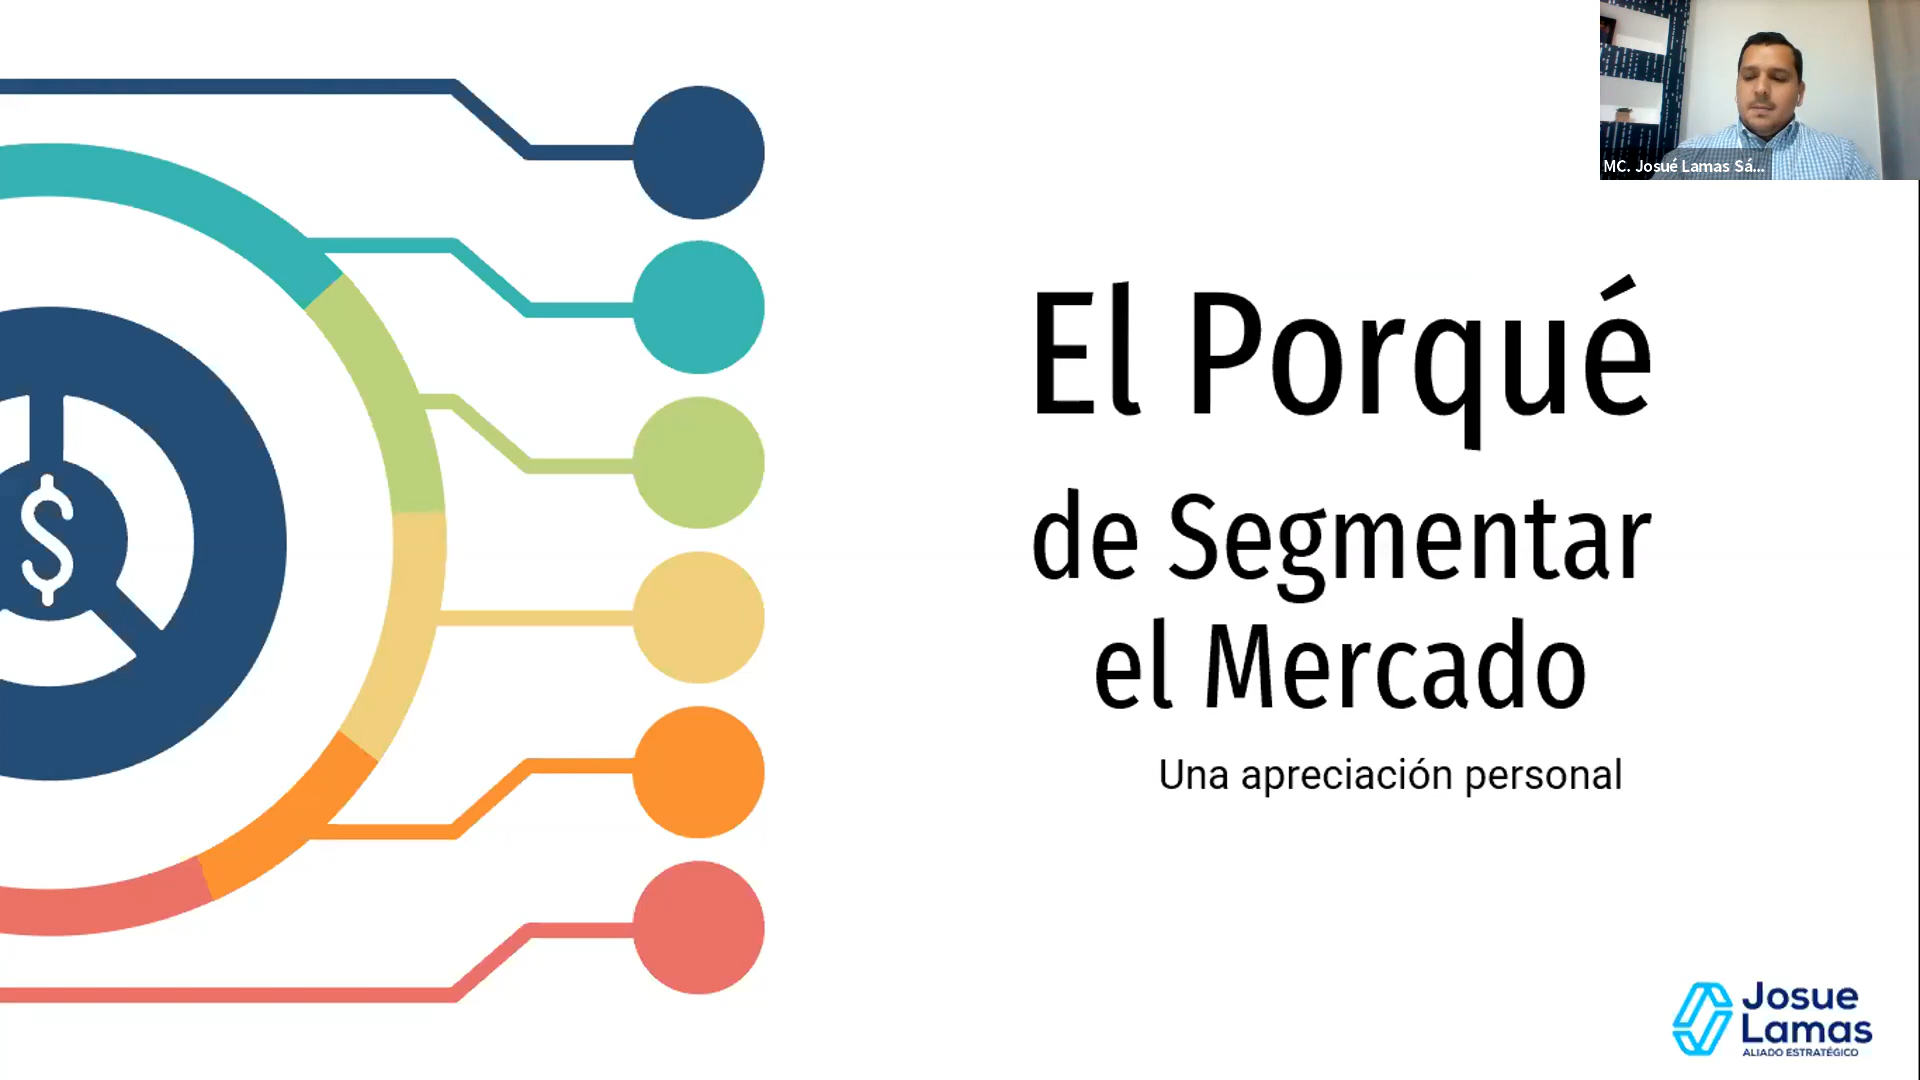 MC. Josué Lamas Sá...
El Porqué
de Segmentar
el Mercado
Una apreciación personal
$
Josue
Lamas
ALIADO ESTRATÉGICO